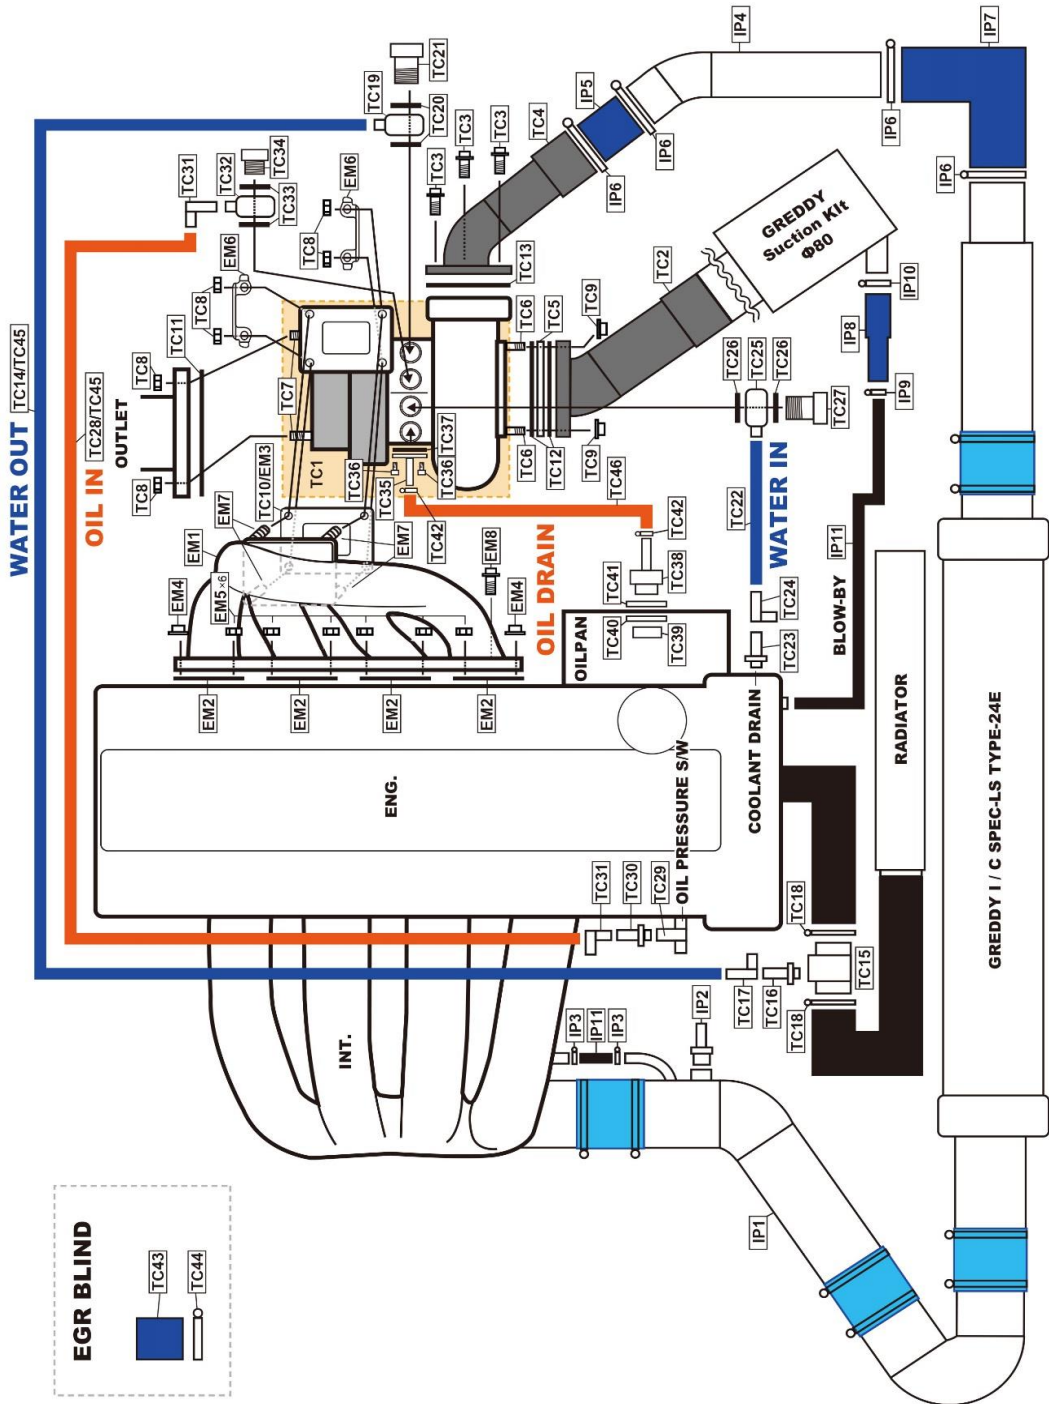 WATER OUT
TC14/TC45
OIL IN
TC28/TC45
OUTLET
TC8
TC8
TC11
TC8
EM6
TC31
TC32
TC34
TC33
TC8
EM6
TC19
TC21
TC20
TC3
TC3
TC3
TC4
IP5
IP6
IP6
IP4
IP6
IP7
IP6
TC13
TC7
TC1
TC10/EM3
EM7
EM1
EM7
EM5×6
EM4
EM8
EM4
TC36
TC35
TC42
TC37
TC36
TC46
TC42
OIL DRAIN
TC41
TC38
TC40
TC39
OILPAN
TC6
TC5
TC9
TC6
TC12
TC9
TC2
GREDDY
Suction Kit
Φ80
TC26
TC25
TC26
TC27
TC22
WATER IN
TC24
TC23
IP10
IP8
IP9
IP11
BLOW-BY
EM2
EM2
EM2
EM2
ENG.
OIL PRESSURE S/W
COOLANT DRAIN
RADIATOR
GREDDY I / C SPEC-LS TYPE-24E
TC31
TC30
TC29
TC17
TC16
TC18
TC15
TC18
INT.
IP3
IP11
IP3
IP2
IP1
EGR BLIND
TC43
TC44